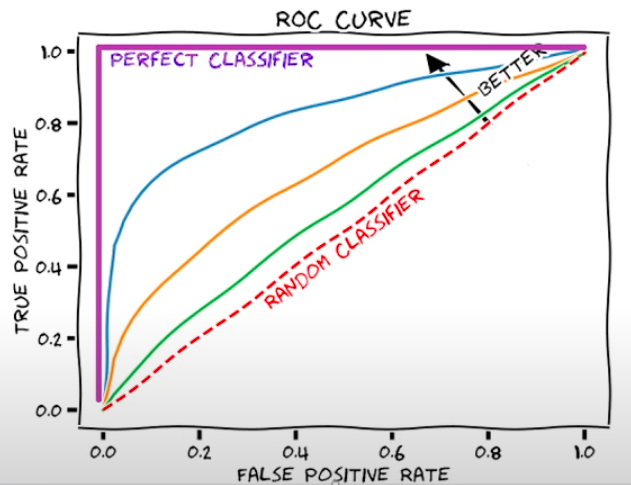 ROC CURVE
PERFECT CLASSIFIER
BETTER
RANDOM CLASSIFIER
TRUE POSITIVE RATE
1.0
0.8
0.6
0.4
0.2
0.0
0.0 0.2 0.4 0.6 0.8 1.0
FALSE POSITIVE RATE